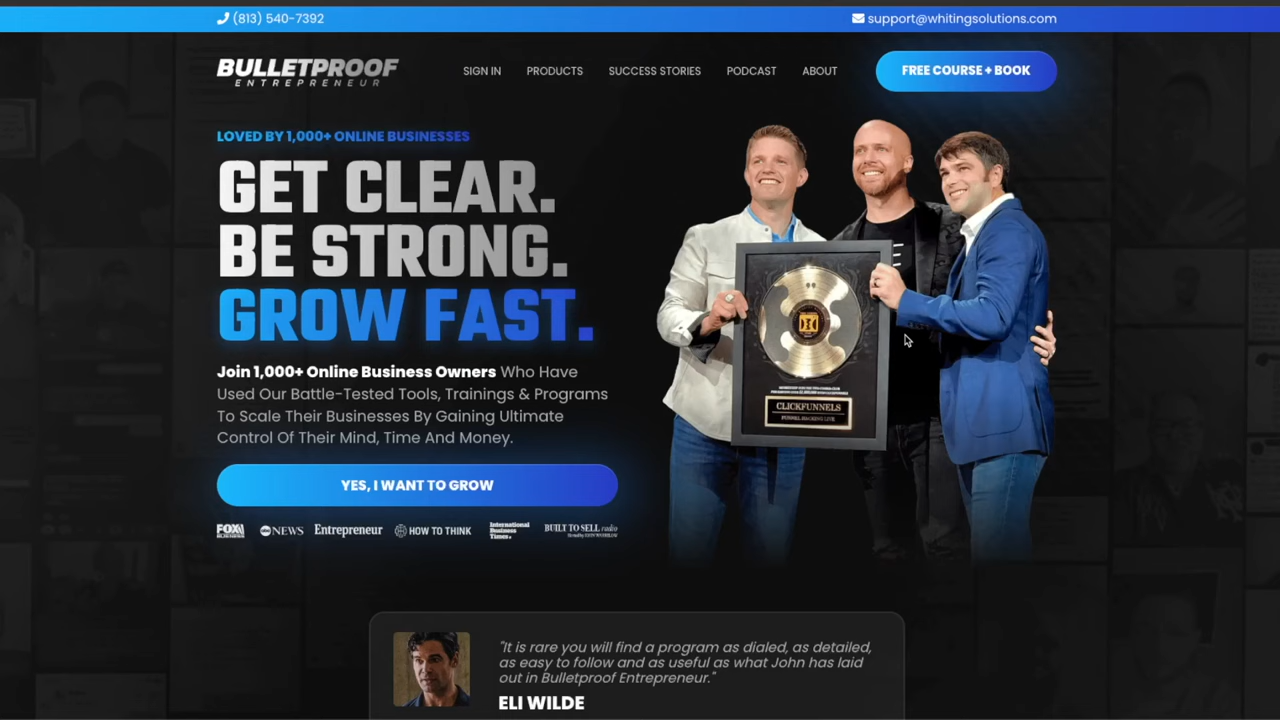 (813) 540-7392
support@whitingsolutions.com
BULLETPROOF
ENTREPRENEUR
SIGN IN
PRODUCTS
SUCCESS STORIES
PODCAST
ABOUT
FREE COURSE + BOOK
LOVED BY 1,000+ ONLINE BUSINESSES
GET CLEAR.
BE STRONG.
GROW FAST.
Join 1,000+ Online Business Owners Who Have
Used Our Battle-Tested Tools, Trainings & Programs
To Scale Their Businesses By Gaining Ultimate
Control Of Their Mind, Time And Money.
CLICKFUNNELS
FUNNEL HACKING LIVE
YES, I WANT TO GROW
FOX
BUSINESS
abc NEWS
Entrepreneur
HOW TO THINK
International
Business
Times
BUILT TO SELL radio
"It is rare you will find a program as dialed, as detailed,
as easy to follow and as useful as what John has laid
out in Bulletproof Entrepreneur."
ELI WILDE